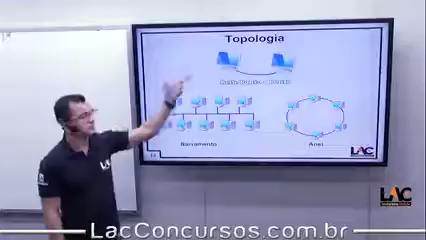 Topologia
Barramento
Anel
LAC
LAC
LacConcursos.com.br